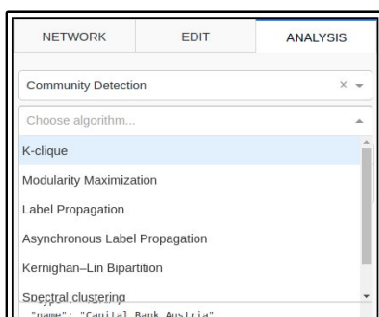 NETWORK EDIT ANALYSIS
Community Detection × 
Choose algorithm...
K-clique
Modularity Maximization
Label Propagation
Asynchronous Label Propagation
Kernighan–Lin Bipartition
Spectral clustering
"name": "Capital Bank Austria"